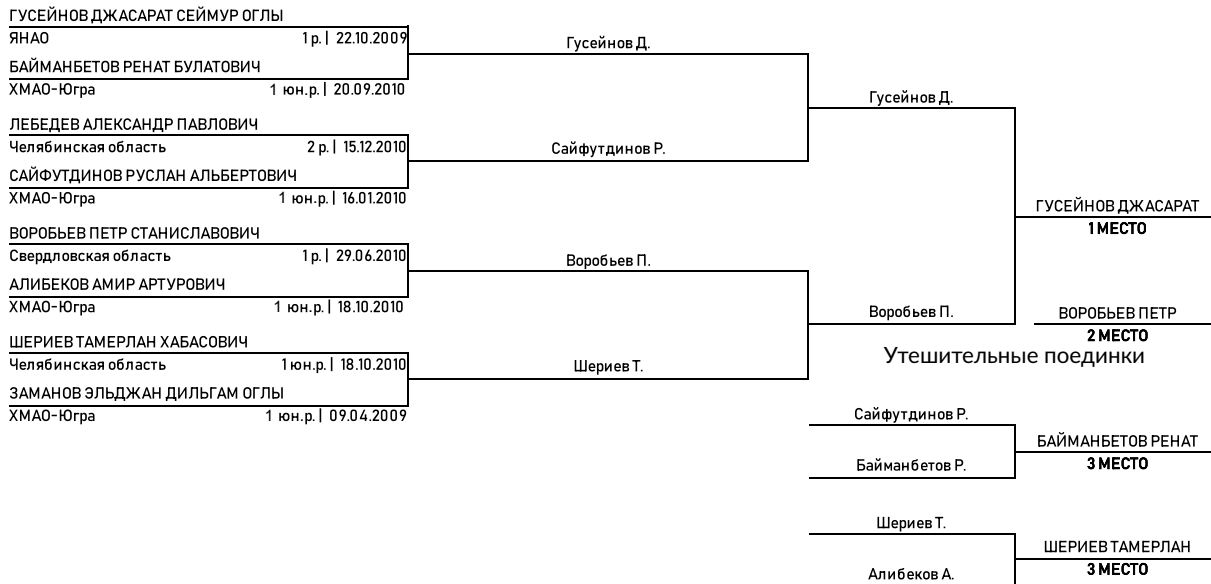 ГУСЕЙНОВ ДЖАСАРАТ СЕЙМУР ОГЛЫ
ЯНАО 1 р. | 22.10.2009
БАЙМАНБЕТОВ РЕНАТ БУЛАТОВИЧ
ХМАО-Югра 1 юн.р. | 20.09.2010
ЛЕБЕДЕВ АЛЕКСАНДР ПАВЛОВИЧ
Челябинская область 2 р. | 15.12.2010
САЙФУТДИНОВ РУСЛАН АЛЬБЕРТОВИЧ
ХМАО-Югра 1 юн.р. | 16.01.2010
ВОРОБЬЕВ ПЕТР СТАНИСЛАВОВИЧ
Свердловская область 1 р. | 29.06.2010
АЛИБЕКОВ АМИР АРТУРОВИЧ
ХМАО-Югра 1 юн.р. | 18.10.2010
ШЕРИЕВ ТАМЕРЛАН ХАБАСОВИЧ
Челябинская область 1 юн.р. | 18.10.2010
ЗАМАНОВ ЭЛЬДЖАН ДИЛЬГАМ ОГЛЫ
ХМАО-Югра 1 юн.р. | 09.04.2009
Гусейнов Д.
Сайфутдинов Р.
Воробьев П.
Шериев Т.
Гусейнов Д.
Воробьев П.
ГУСЕЙНОВ ДЖАСАРАТ
1 МЕСТО
ВОРОБЬЕВ ПЕТР
2 МЕСТО
Утешительные поединки
Сайфутдинов Р.
Байманбетов Р.
БАЙМАНБЕТОВ РЕНАТ
3 МЕСТО
Шериев Т.
Алибеков А.
ШЕРИЕВ ТАМЕРЛАН
3 МЕСТО